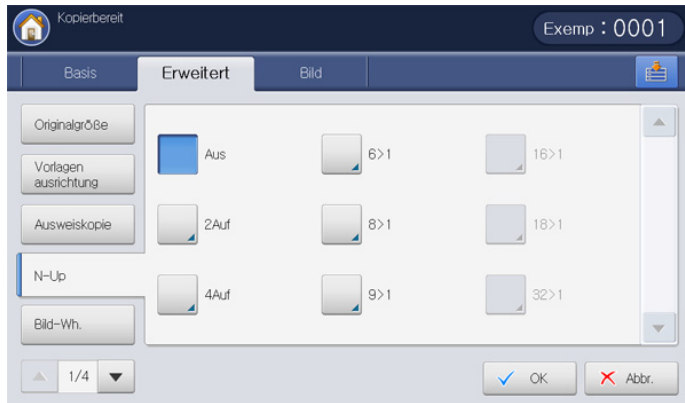 Kopierbereit
Exemp : 0001
Basis
Erweitert
Bild
Originalgröße
Vorlagen
ausrichtung
Ausweiskopie
N-Up
Bild-Wh.
1/4
Aus
6>1
16>1
2Auf
8>1
18>1
4Auf
9>1
32>1
OK
Abbr.